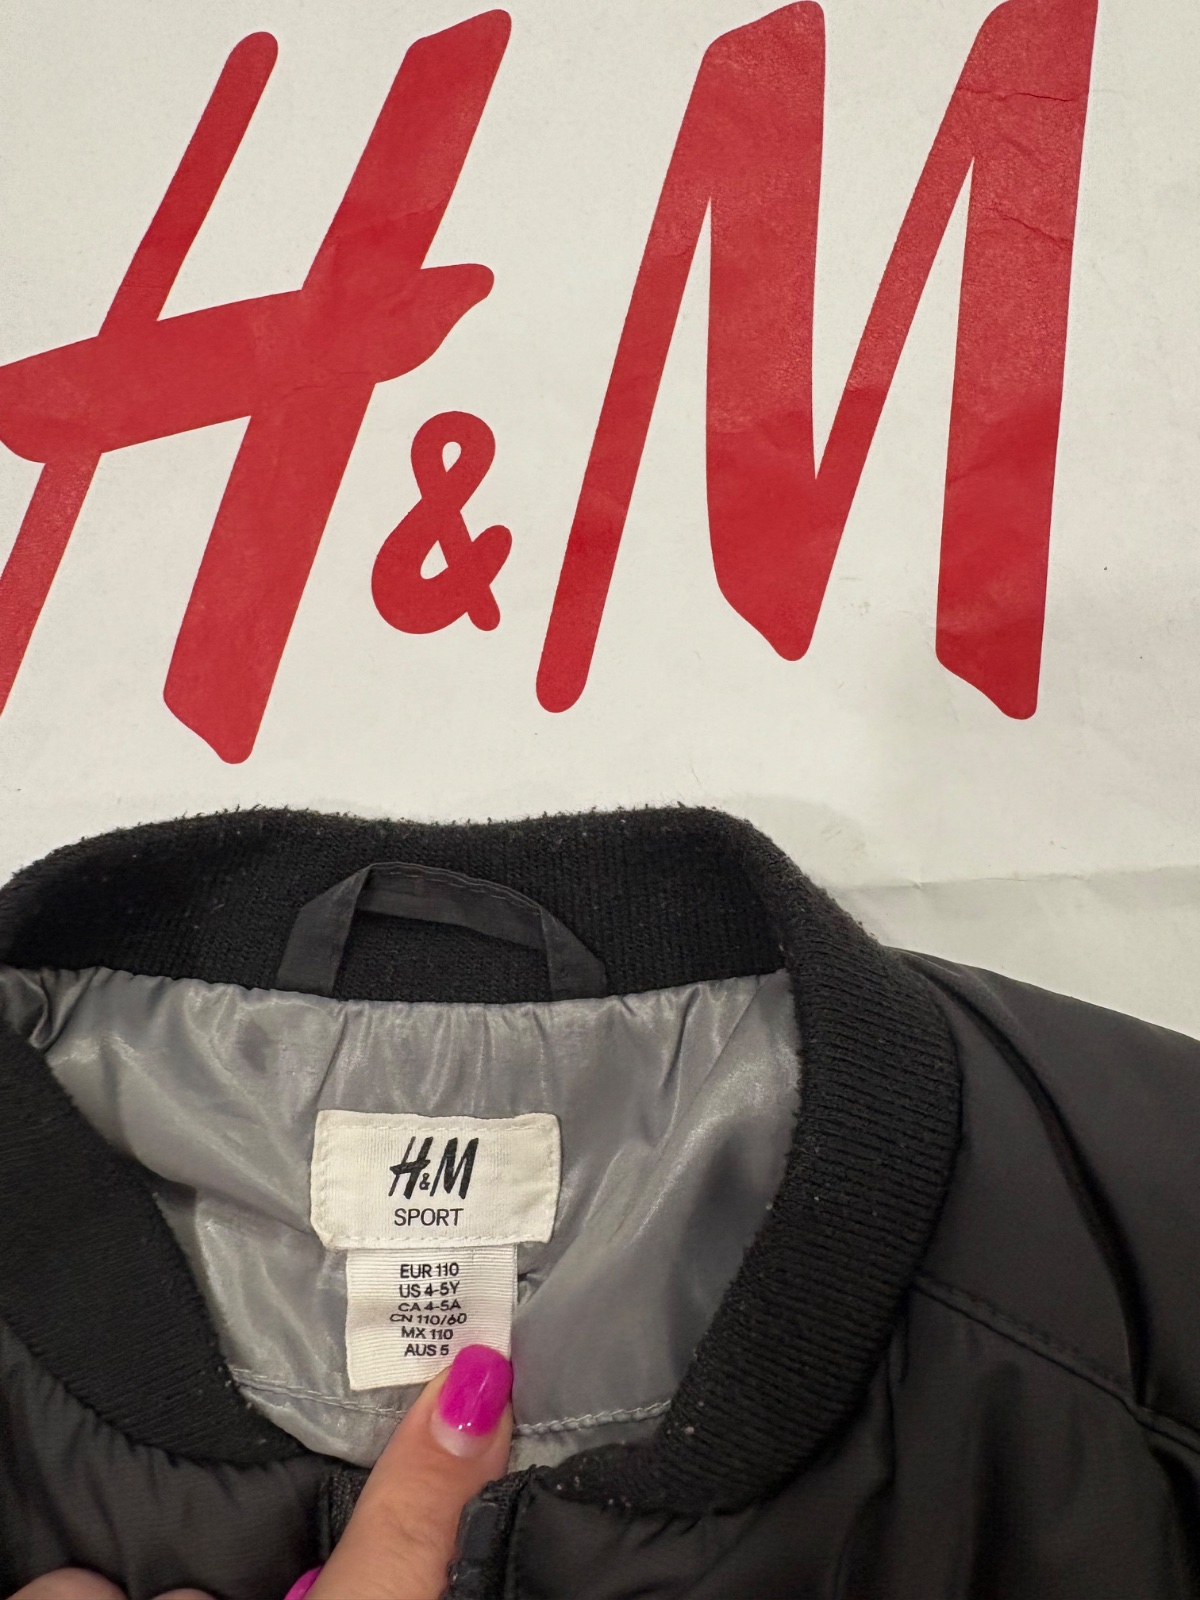 H&M
H&M
SPORT
EUR 110
US 4-5Y
CA 4-5A
CN 110/60
MX 110
AUS 5